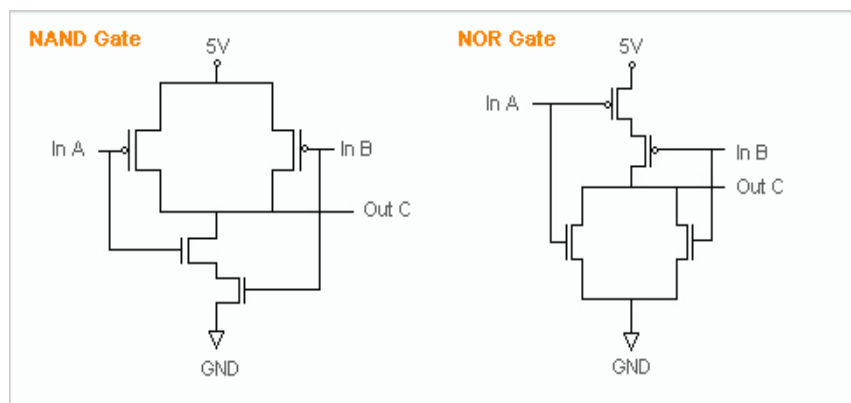 NAND Gate
5V
In A
In B
Out C
GND
NOR Gate
5V
In A
In B
Out C
GND